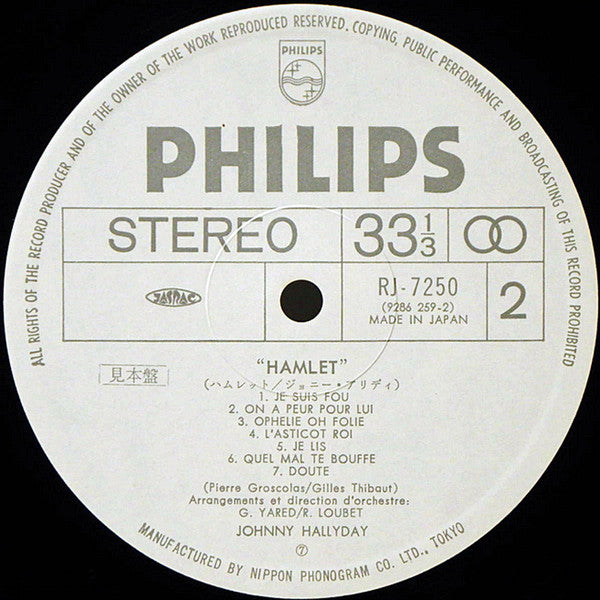 ALL RIGHTS OF THE RECORD PRODUCER AND OF THE OWNER OF THE WORK REPRODUCED RESERVED. COPYING, PUBLIC PERFORMANCE AND BROADCASTING OF THIS RECORD PROHIBITED
PHILIPS
PHILIPS
STEREO
33 1/3
JASRAC
RJ-7250
(9286 259-2)
MADE IN JAPAN
2
見本盤
"HAMLET"
(ハムレット/ジョニー・アリディ)
1. JE SUIS FOU
2. ON A PEUR POUR LUI
3. OPHELIE OH FOLIE
4. L'ASTICOT ROI
5. JE LIS
6. QUEL MAL TE BOUFFE
7. DOUTE
(Pierre Groscolas/Gilles Thibaut)
Arrangements et direction d'orchestre:
G. YARED/R. LOUBET
JOHNNY HALLYDAY
⑦
MANUFACTURED BY NIPPON PHONOGRAM CO. LTD., TOKYO